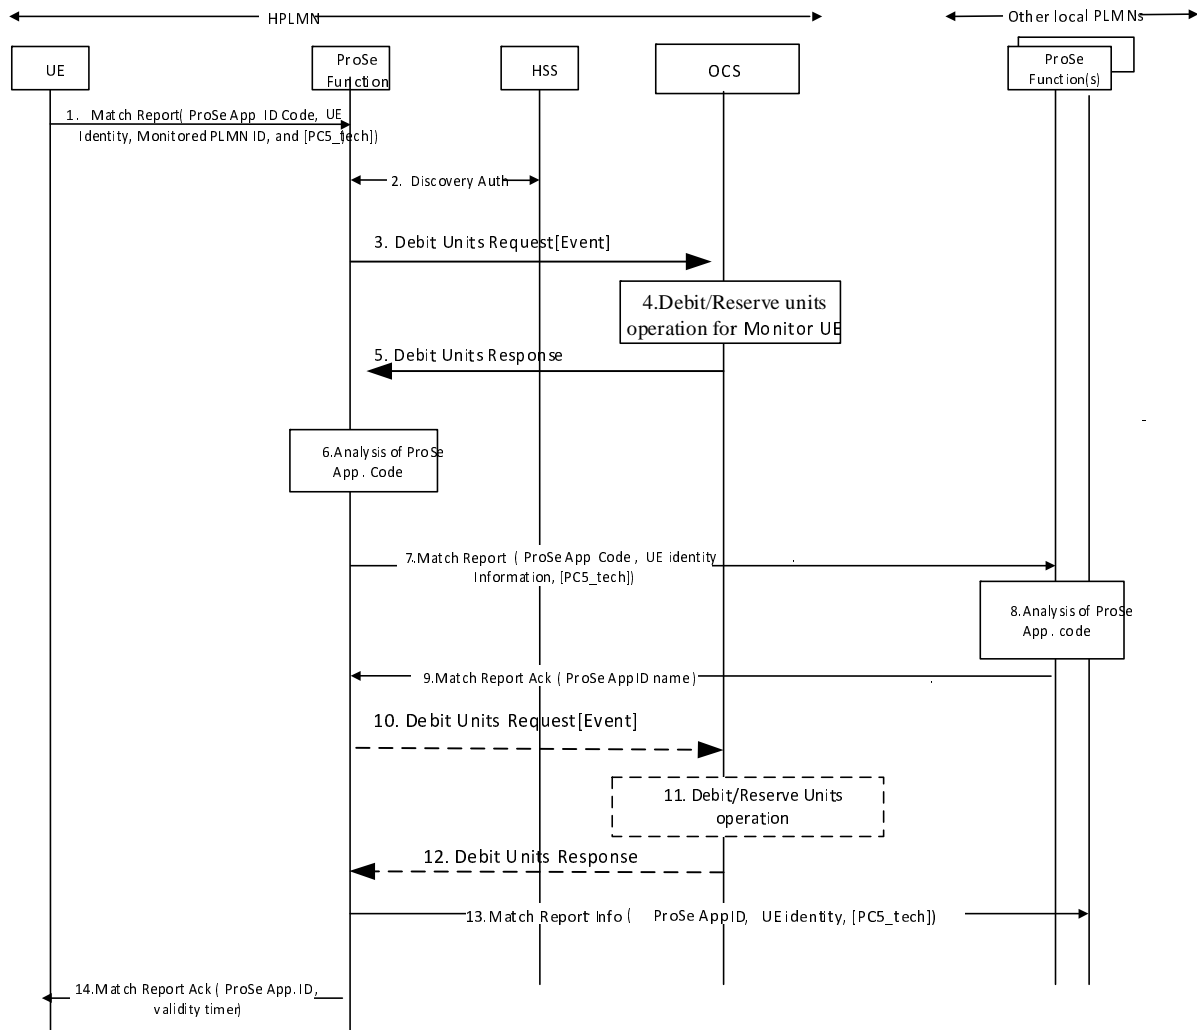 HPLMN
Other local PLMNs
UE
ProSe
Function
HSS
OCS
ProSe
Function(s)
1. Match Report( ProSe App ID Code, UE
Identity, Monitored PLMN ID, and [PC5_tech])
2. Discovery Auth
3. Debit Units Request[Event]
4.Debit/Reserve units
operation for Monitor UE
5. Debit Units Response
6.Analysis of ProSe
App. Code
7.Match Report ( ProSe App Code, UE identity
Information, [PC5_tech])
8.Analysis of ProSe
App. code
9.Match Report Ack ( ProSe App ID name)
10. Debit Units Request[Event]
11. Debit/Reserve Units
operation
12. Debit Units Response
13.Match Report Info ( ProSe App ID, UE identity, [PC5_tech])
14.Match Report Ack ( ProSe App. ID,
validity timer)